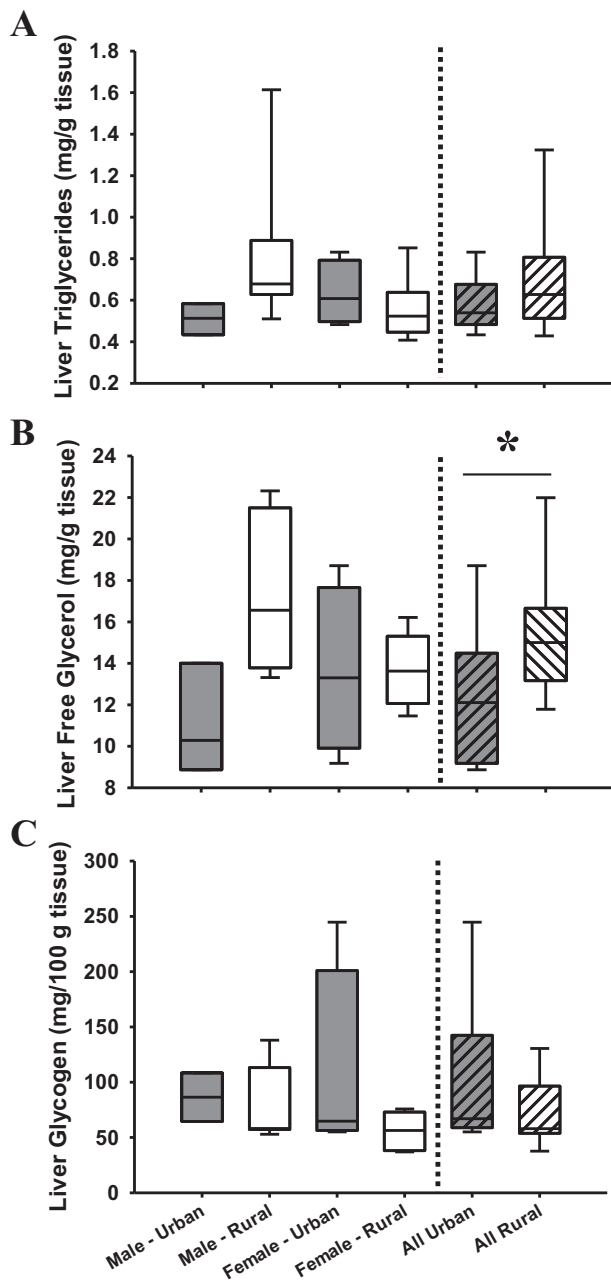 A
Liver Triglycerides (mg/g tissue)
1.8
1.6
1.4
1.2
1.0
0.8
0.6
0.4
0.2
B
Liver Free Glycerol (mg/g tissue)
24
22
20
18
16
14
12
10
8
*
C
Liver Glycogen (mg/100 g tissue)
300
250
200
150
100
50
0
Male - Urban
Male - Rural
Female - Urban
Female - Rural
All Urban
All Rural